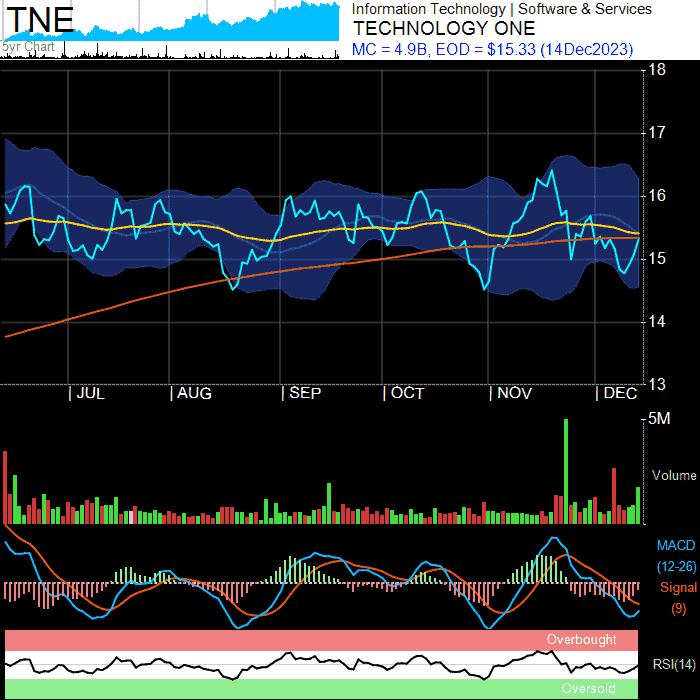 TNE
5yr Chart
Information Technology | Software & Services
TECHNOLOGY ONE
MC = 4.9B, EOD = $15.33 (14Dec2023)
18
17
16
15
14
13
JUL
AUG
SEP
OCT
NOV
DEC
5M
Volume
MACD
(12-26)
Signal
(9)
Overbought
RSI(14)
Oversold